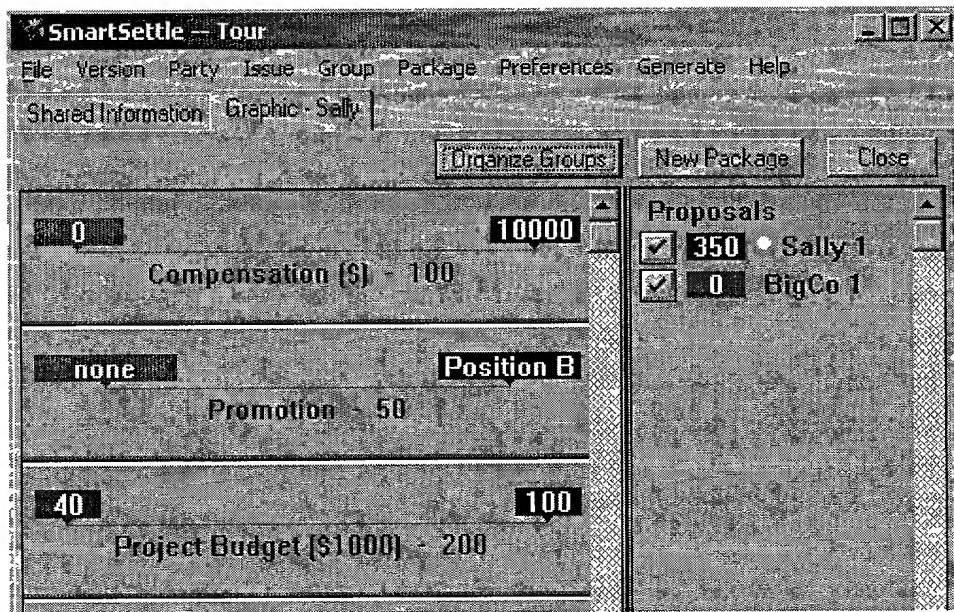 SmartSettle — Tour
File Version Party Issue Group Package Preferences Generate Help
Shared Information Graphic - Sally
Organize Groups New Package Close
0 10000
Compensation ($) - 100
none Position B
Promotion - 50
40 100
Project Budget ($1000) - 200
Proposals
350 Sally 1
0 BigCo 1